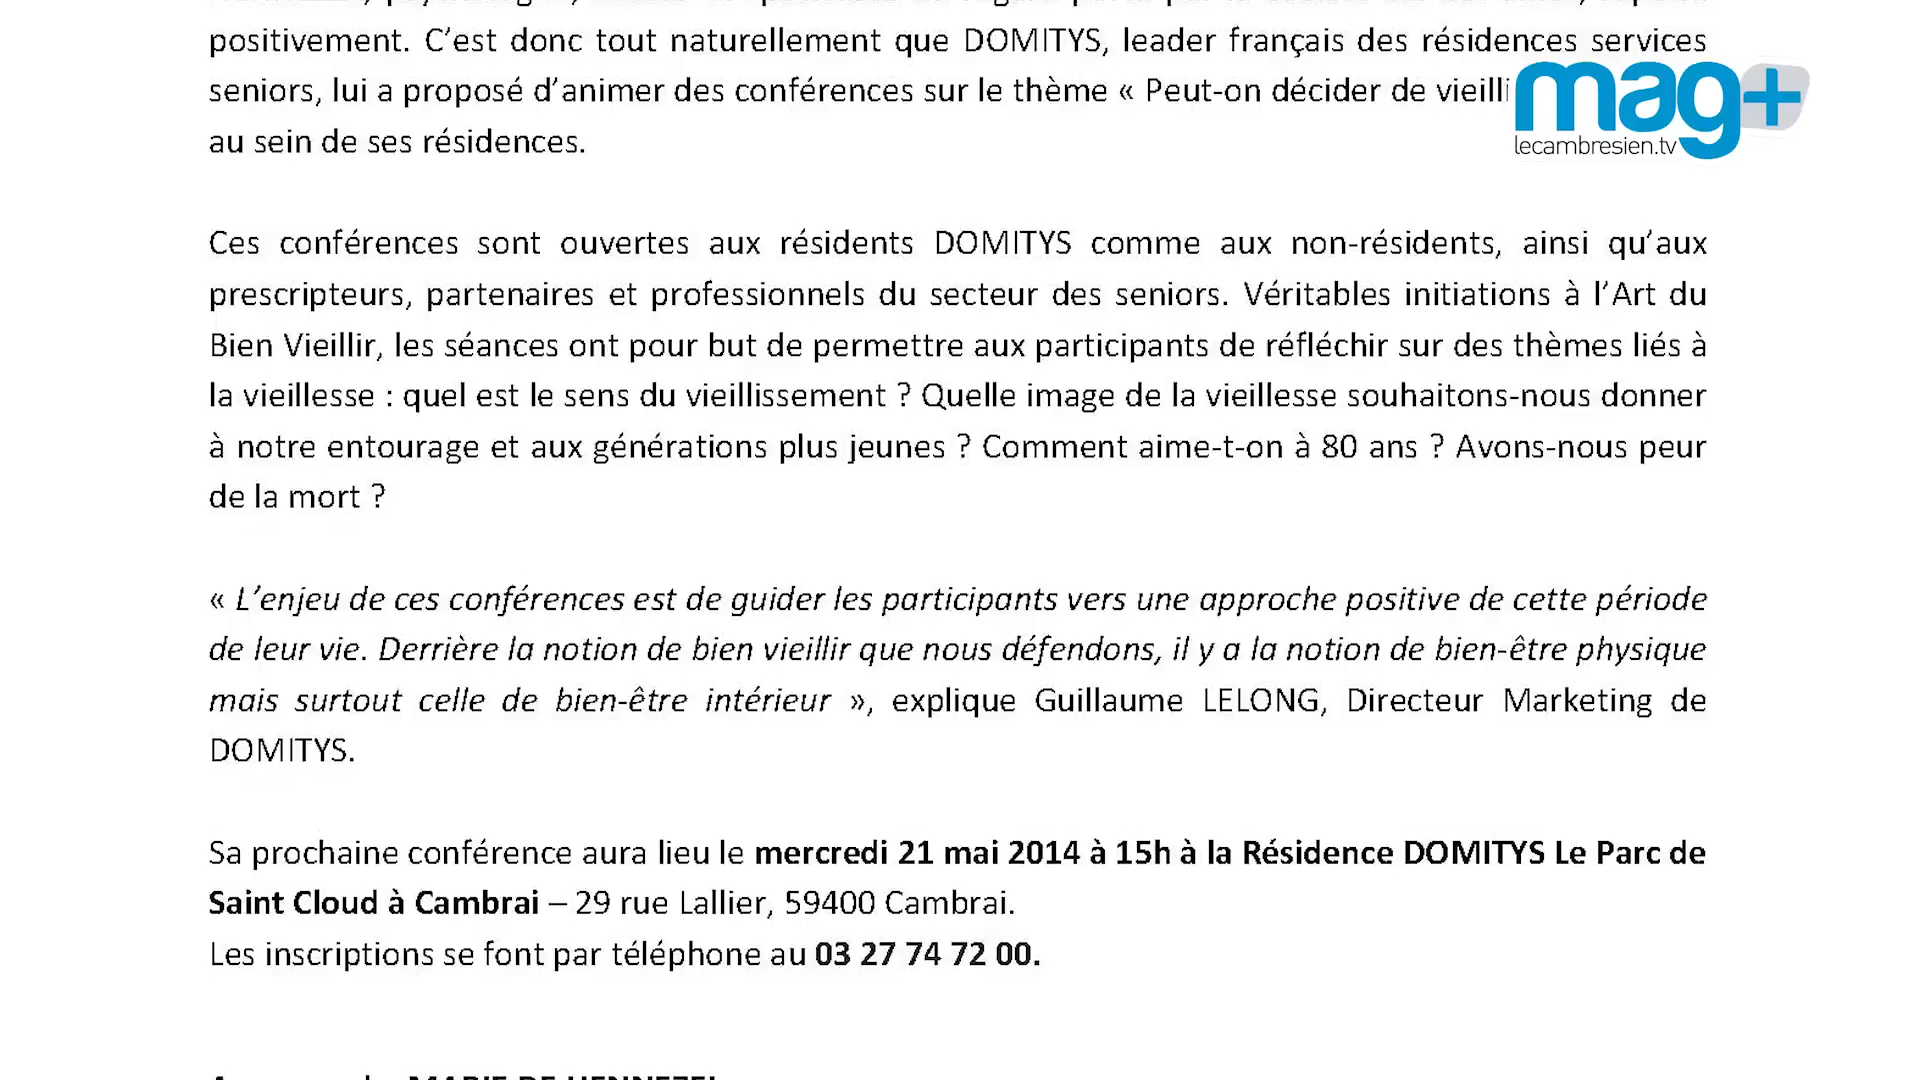 positivement. C’est donc tout naturellement que DOMITYS, leader français des résidences services
seniors, lui a proposé d’animer des conférences sur le thème « Peut-on décider de vieilli
au sein de ses résidences.
mag+
lecambresien.tv
Ces conférences sont ouvertes aux résidents DOMITYS comme aux non-résidents, ainsi qu’aux
prescripteurs, partenaires et professionnels du secteur des seniors. Véritables initiations à l’Art du
Bien Vieillir, les séances ont pour but de permettre aux participants de réfléchir sur des thèmes liés à
la vieillesse : quel est le sens du vieillissement ? Quelle image de la vieillesse souhaitons-nous donner
à notre entourage et aux générations plus jeunes ? Comment aime-t-on à 80 ans ? Avons-nous peur
de la mort ?
« L’enjeu de ces conférences est de guider les participants vers une approche positive de cette période
de leur vie. Derrière la notion de bien vieillir que nous défendons, il y a la notion de bien-être physique
mais surtout celle de bien-être intérieur », explique Guillaume LELONG, Directeur Marketing de
DOMITYS.
Sa prochaine conférence aura lieu le mercredi 21 mai 2014 à 15h à la Résidence DOMITYS Le Parc de
Saint Cloud à Cambrai – 29 rue Lallier, 59400 Cambrai.
Les inscriptions se font par téléphone au 03 27 74 72 00.
MARIE DE HENNEZEL